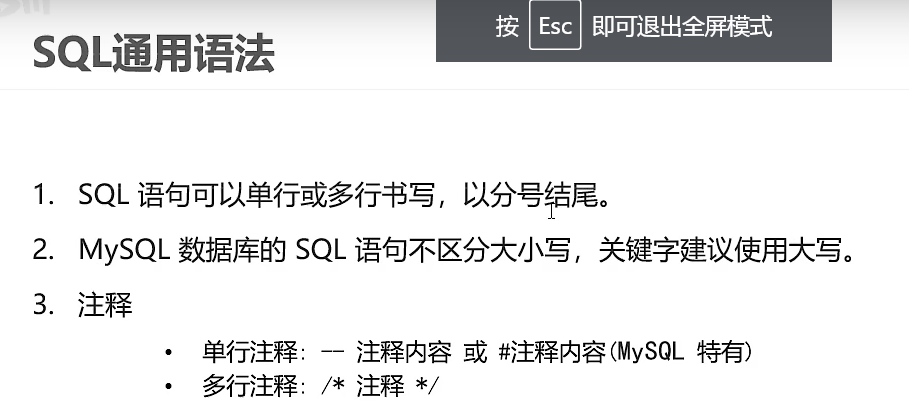 按 Esc 即可退出全屏模式
SQL通用语法
1. SQL 语句可以单行或多行书写，以分号结尾。
2. MySQL 数据库的 SQL 语句不区分大小写，关键字建议使用大写。
3. 注释
• 单行注释: -- 注释内容 或 #注释内容(MySQL 特有)
• 多行注释: /* 注释 */